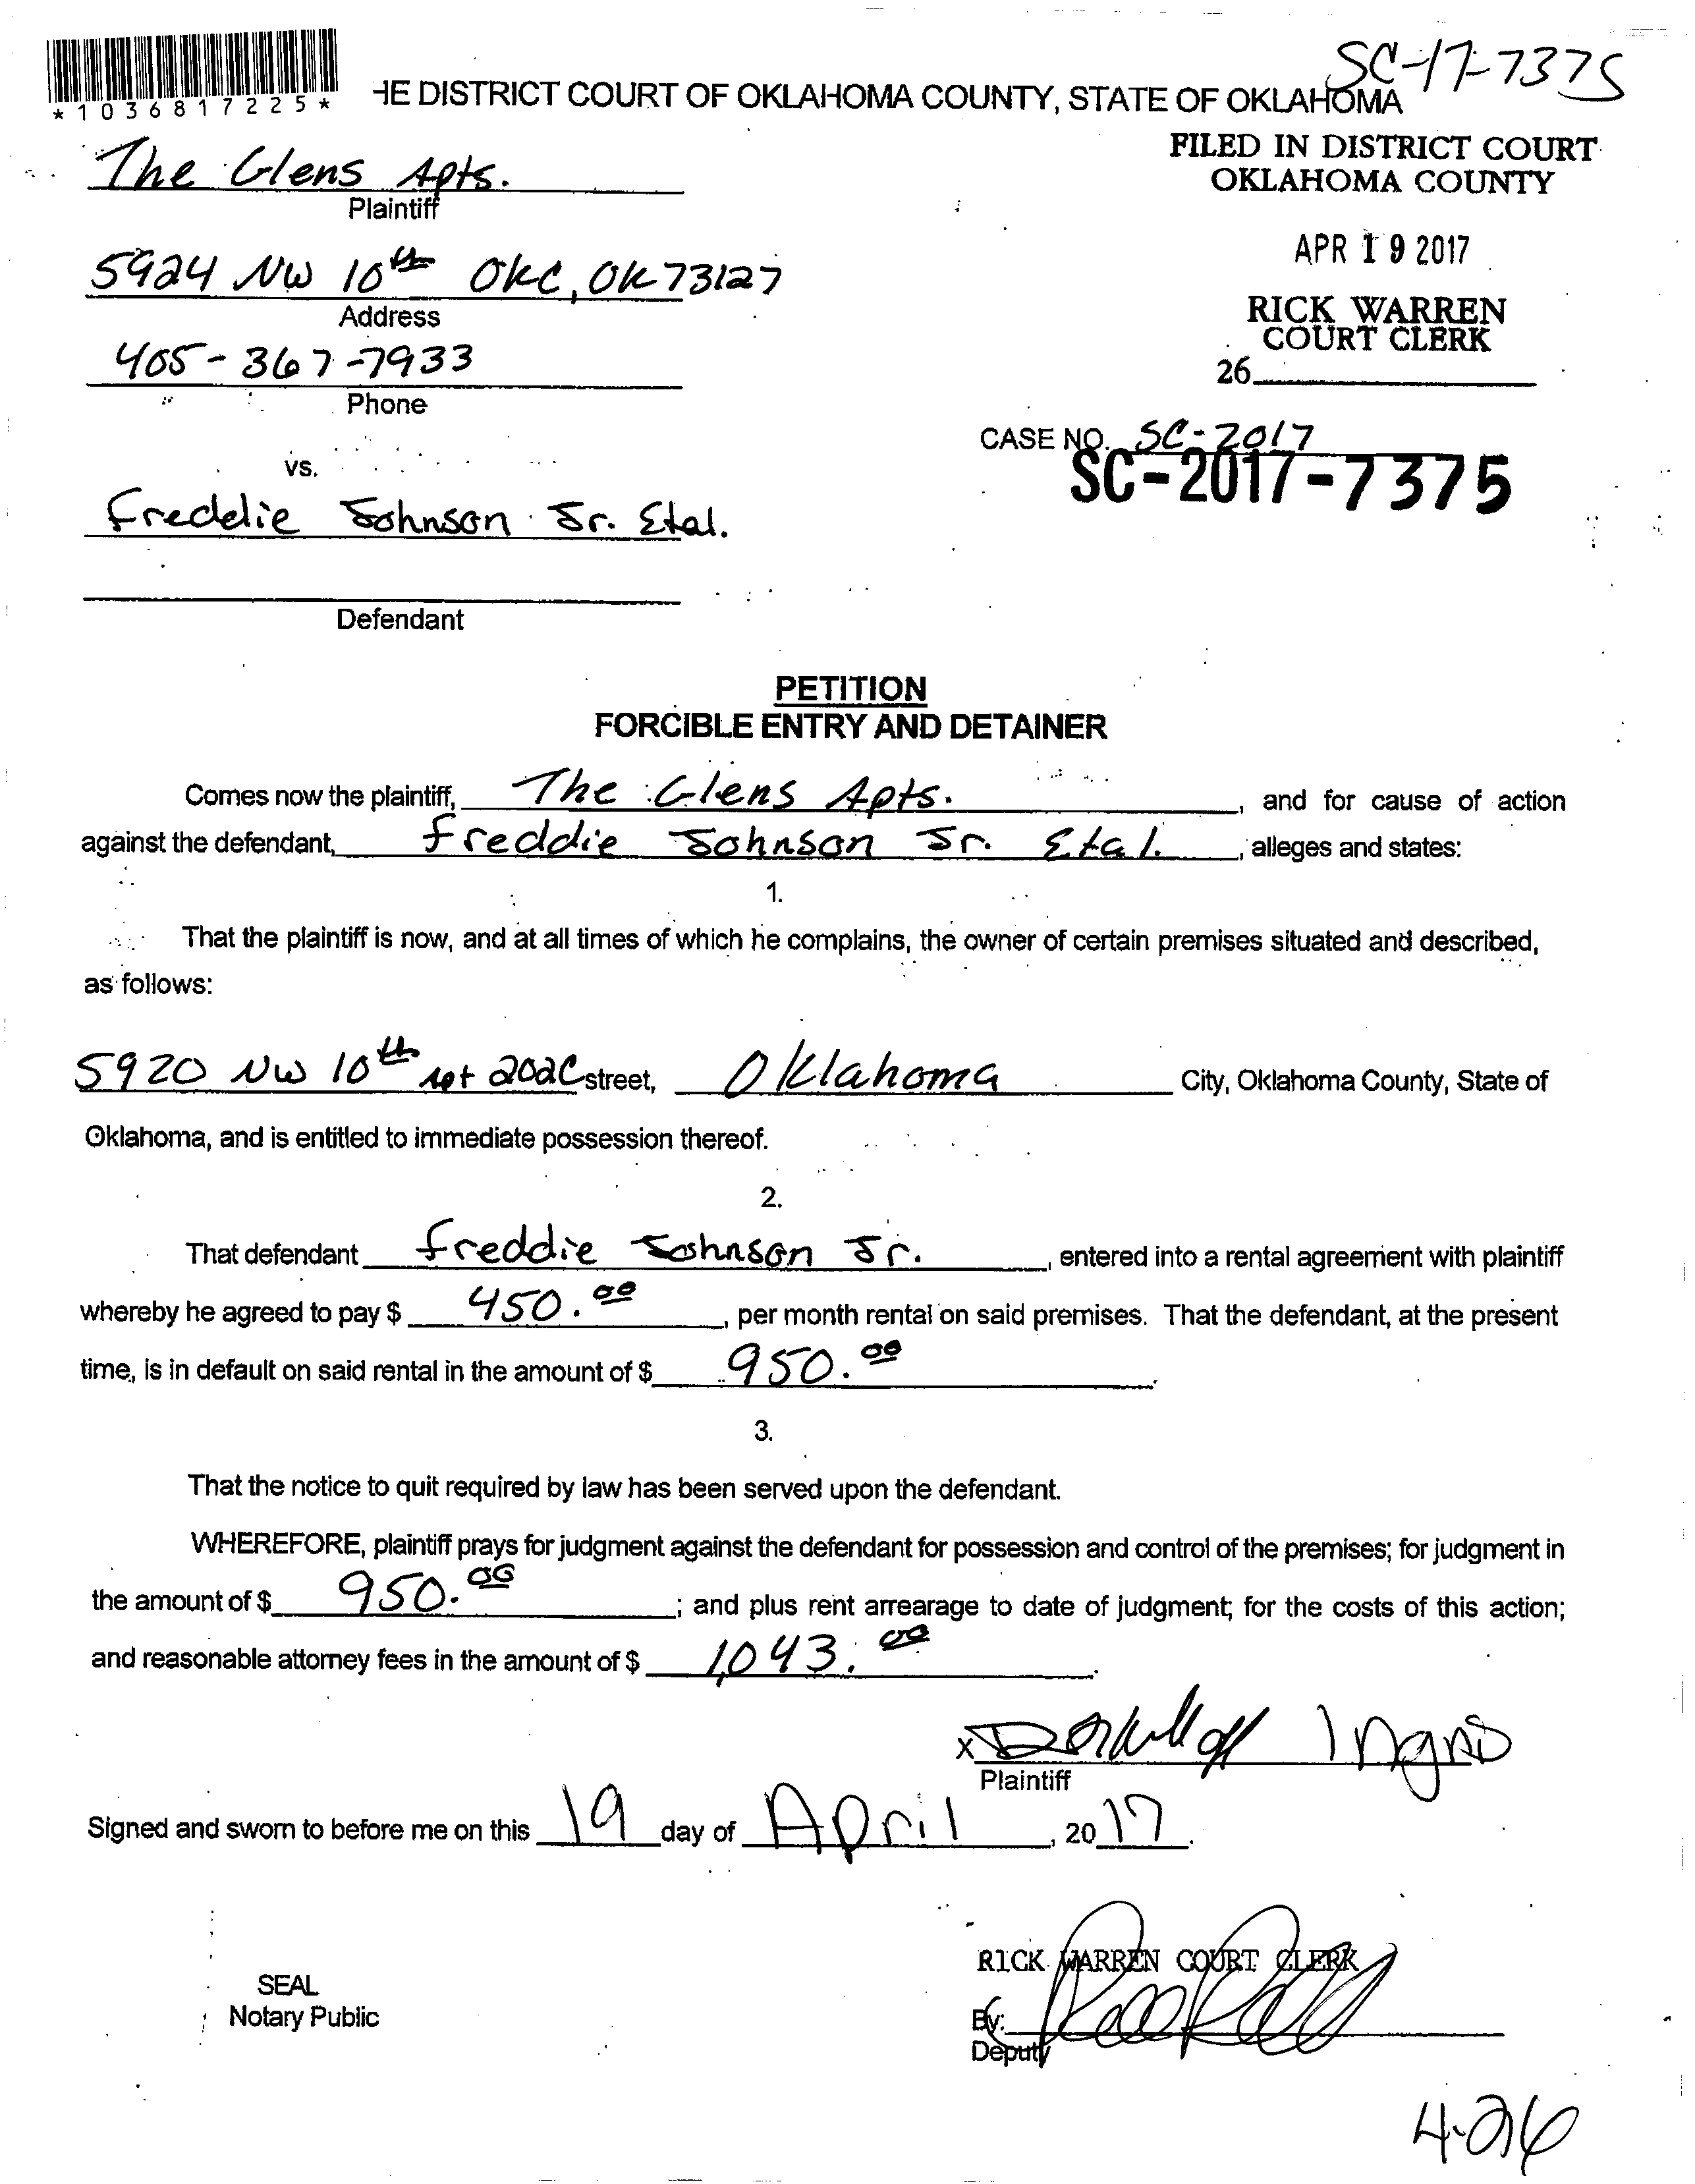 SC-17-7375
*1036817225*
HE DISTRICT COURT OF OKLAHOMA COUNTY, STATE OF OKLAHOMA
FILED IN DISTRICT COURT
OKLAHOMA COUNTY
The Glens Apts.
Plaintiff
APR 19 2017
5924 NW 10th OKC, OK 73127
Address
RICK WARREN
COURT CLERK
405-367-7933
26
Phone
CASE NO. SC-2017
SC-2017-7375
vs.
Freddie Johnson Jr. Etal.
Defendant
PETITION
FORCIBLE ENTRY AND DETAINER
Comes now the plaintiff, The Glens Apts., and for cause of action
against the defendant, Freddie Johnson Jr. Etal., alleges and states:
1.
That the plaintiff is now, and at all times of which he complains, the owner of certain premises situated and described,
as follows:
5920 NW 10th Apt 202C street, Oklahoma City, Oklahoma County, State of
Oklahoma, and is entitled to immediate possession thereof.
2.
That defendant Freddie Johnson Jr., entered into a rental agreement with plaintiff
whereby he agreed to pay $ 450.00, per month rental on said premises. That the defendant, at the present
time, is in default on said rental in the amount of $ 950.00.
3.
That the notice to quit required by law has been served upon the defendant.
WHEREFORE, plaintiff prays for judgment against the defendant for possession and control of the premises; for judgment in
the amount of $ 950.00; and plus rent arrearage to date of judgment; for the costs of this action;
and reasonable attorney fees in the amount of $ 1,043.00.
X
Plaintiff
Signed and sworn to before me on this 19 day of April, 2017.
RICK WARREN COURT CLERK
SEAL
Notary Public
By:
Deputy
4-26